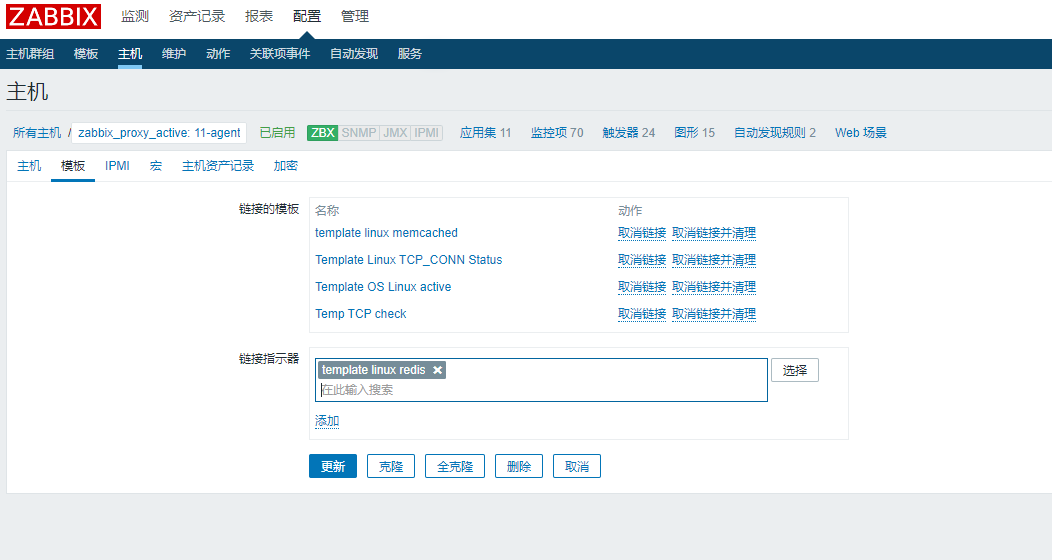 ZABBIX 监测 资产记录 报表 配置 管理
主机群组 模板 主机 维护 动作 关联项事件 自动发现 服务
主机
所有主机 / zabbix_proxy_active: 11-agent 已启用 ZBX SNMP JMX IPMI 应用集 11 监控项 70 触发器 24 图形 15 自动发现规则 2 Web 场景
主机 模板 IPMI 宏 主机资产记录 加密
链接的模板 名称 动作
template linux memcached 取消链接 取消链接并清理
Template Linux TCP_CONN Status 取消链接 取消链接并清理
Template OS Linux active 取消链接 取消链接并清理
Temp TCP check 取消链接 取消链接并清理
链接指示器 template linux redis 选择
在此输入搜索
添加
更新 克隆 全克隆 删除 取消